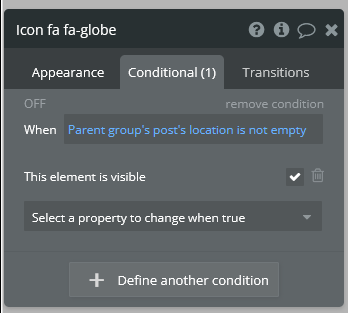 Icon fa fa-globe
Appearance
Conditional (1)
Transitions
OFF
remove condition
When
Parent group's post's location is not empty
This element is visible
Select a property to change when true
Define another condition